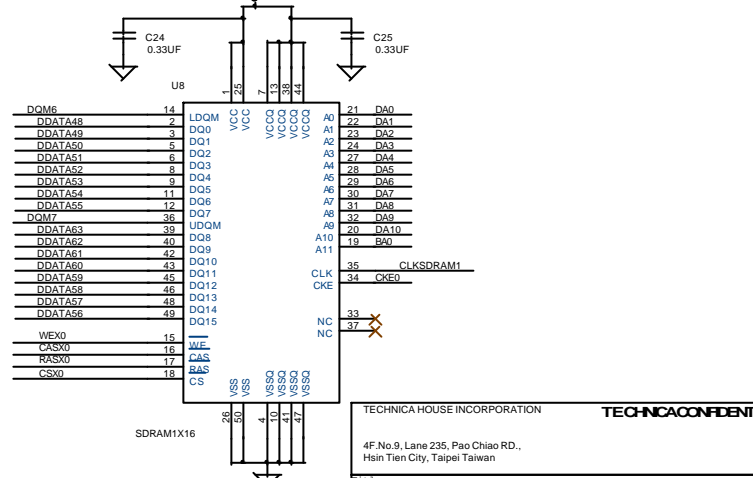 C24
0.33UF
C25
0.33UF
U8
1 25 7 13 38 44
VCC VCC VCCQ VCCQ VCCQ VCCQ
DQM6 14 LDQM
DDATA48 2 DQ0
DDATA49 3 DQ1
DDATA50 5 DQ2
DDATA51 6 DQ3
DDATA52 8 DQ4
DDATA53 9 DQ5
DDATA54 11 DQ6
DDATA55 12 DQ7
DQM7 36 UDQM
DDATA63 39 DQ8
DDATA62 40 DQ9
DDATA61 42 DQ10
DDATA60 43 DQ11
DDATA59 45 DQ12
DDATA58 46 DQ13
DDATA57 48 DQ14
DDATA56 49 DQ15
WEX0 15 WE
CASX0 16 CAS
RASX0 17 RAS
CSX0 18 CS
A0 21 DA0
A1 22 DA1
A2 23 DA2
A3 24 DA3
A4 27 DA4
A5 28 DA5
A6 29 DA6
A7 30 DA7
A8 31 DA8
A9 32 DA9
A10 20 DA10
A11 19 BA0
CLK 35 CLKSDRAM1
CKE 34 CKE0
NC 33
NC 37
VSS VSS VSSQ VSSQ VSSQ VSSQ
26 50 4 10 41 47
SDRAM1X16
TECHNICA HOUSE INCORPORATION TECHNICACONFIDENT
4F.No.9, Lane 235, Pao Chiao RD.,
Hsin Tien City, Taipei Taiwan